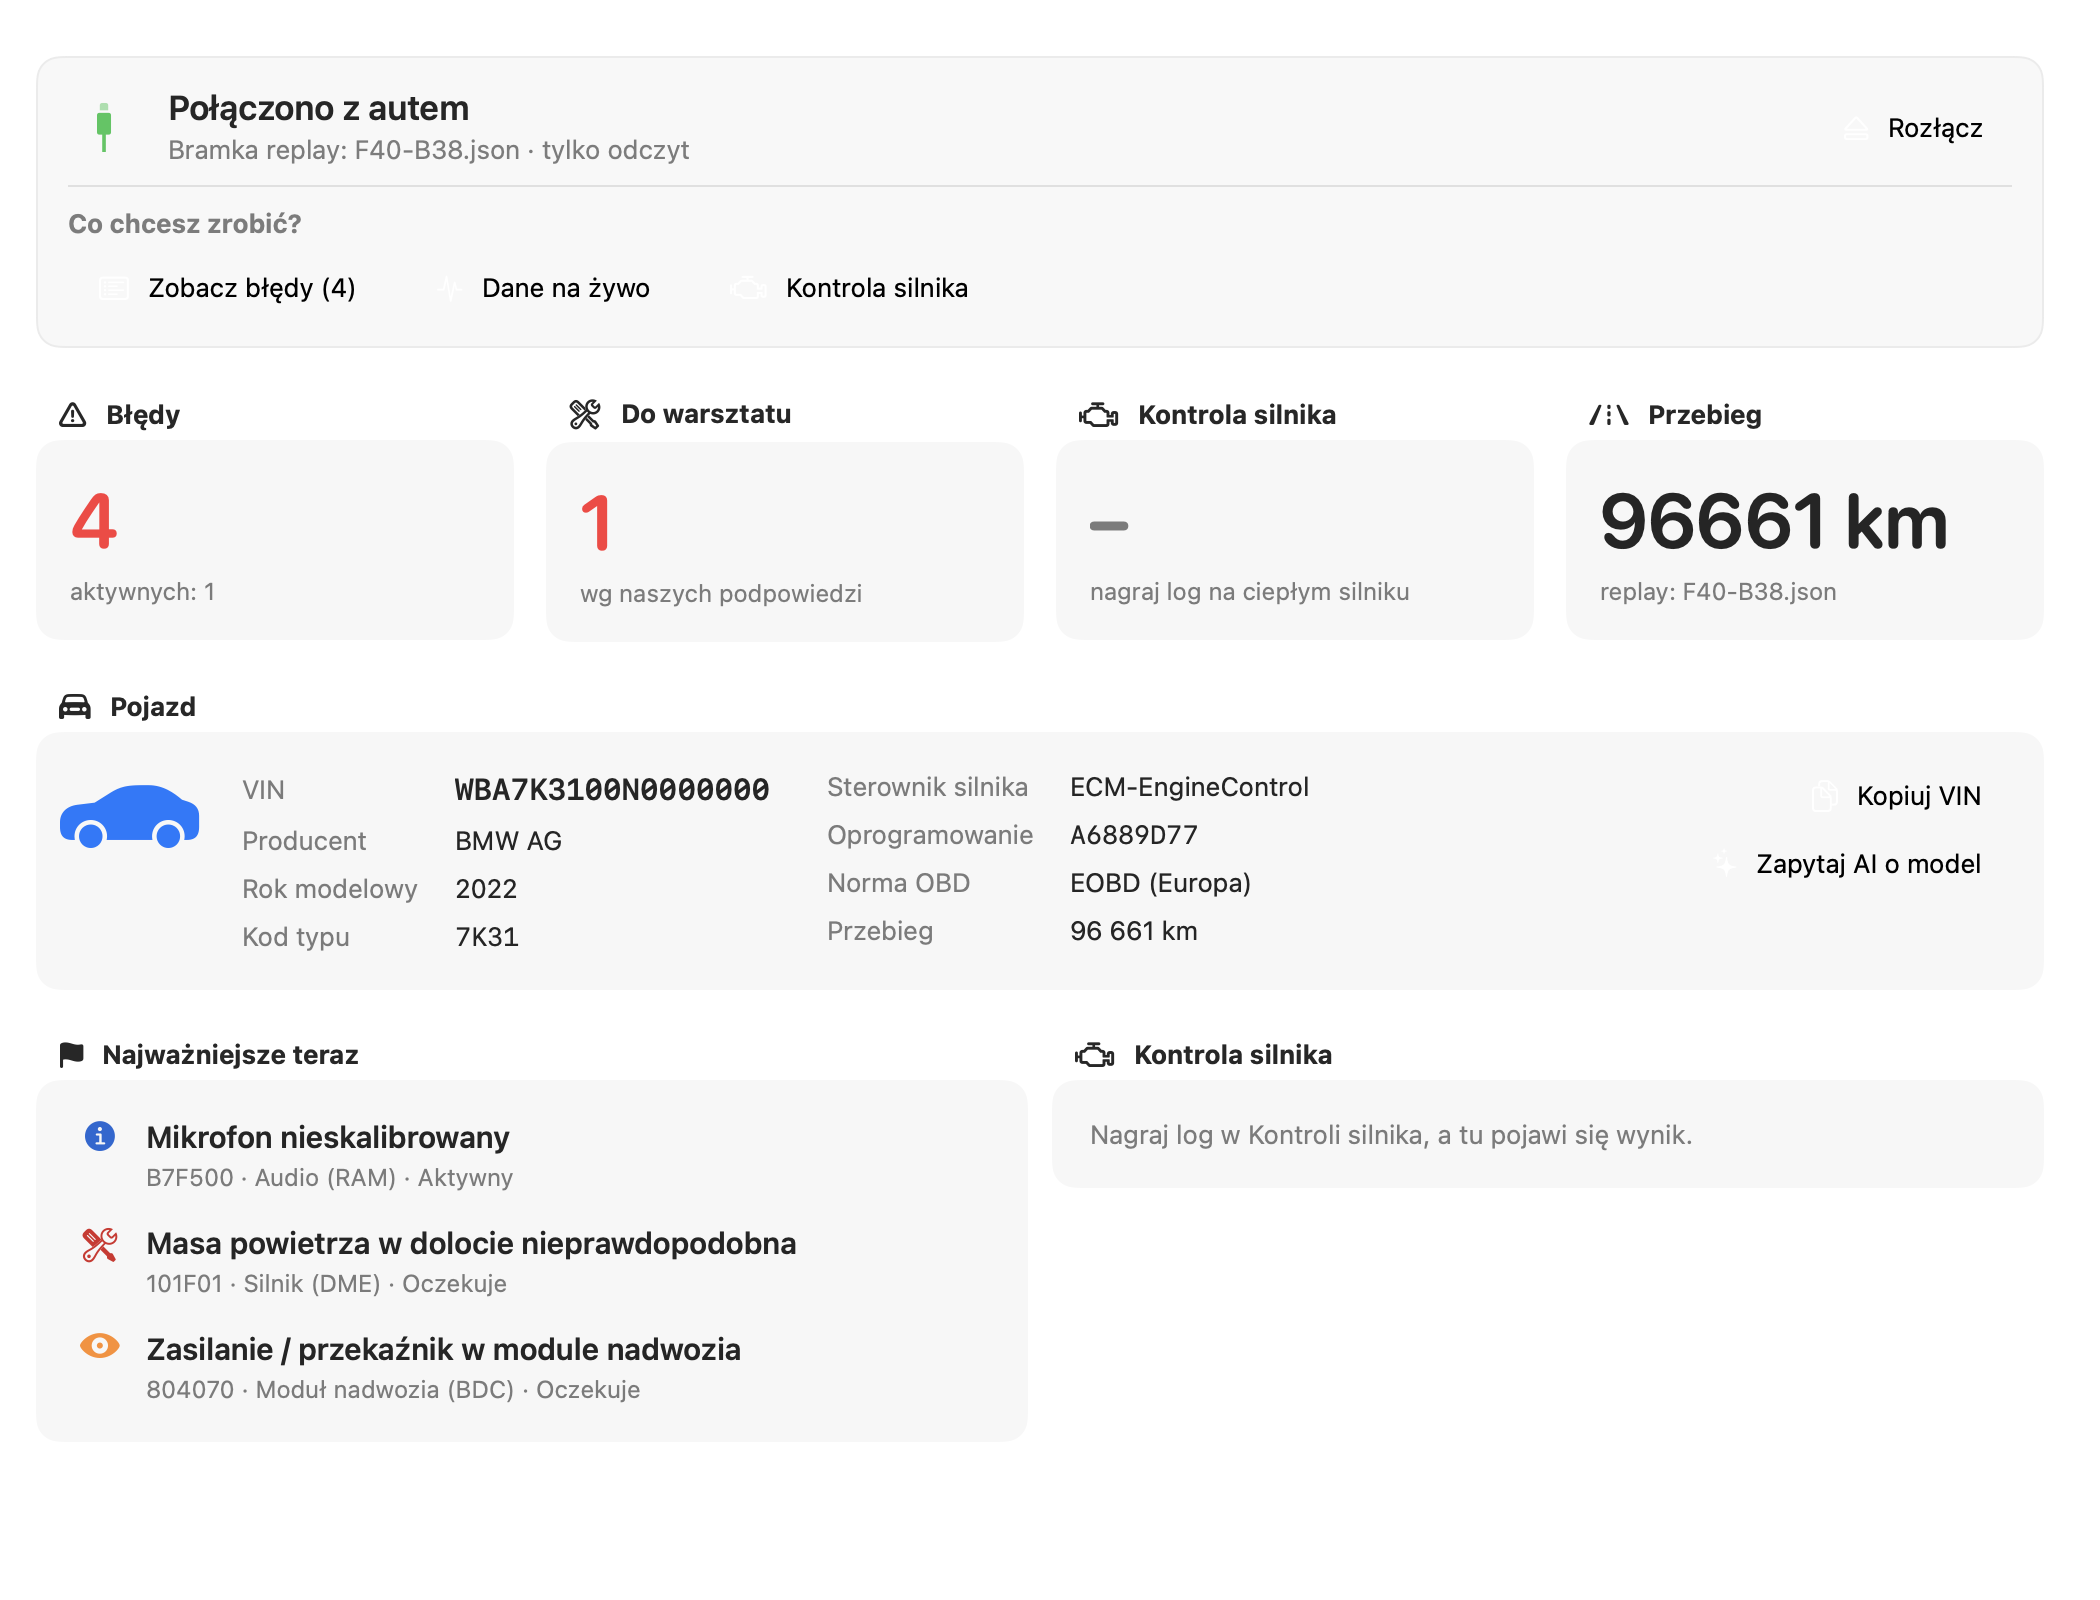 Połączono z autem
Bramka replay: F40-B38.json · tylko odczyt
Rozłącz
Co chcesz zrobić?
Zobacz błędy (4)
Dane na żywo
Kontrola silnika
Błędy
4
aktywnych: 1
Do warsztatu
1
wg naszych podpowiedzi
Kontrola silnika
–
nagraj log na ciepłym silniku
Przebieg
96661 km
replay: F40-B38.json
Pojazd
VIN WBA7K3100N0000000
Producent BMW AG
Rok modelowy 2022
Kod typu 7K31
Sterownik silnika ECM-EngineControl
Oprogramowanie A6889D77
Norma OBD EOBD (Europa)
Przebieg 96 661 km
Kopiuj VIN
Zapytaj AI o model
Najważniejsze teraz
Mikrofon nieskalibrowany
B7F500 · Audio (RAM) · Aktywny
Masa powietrza w dolocie nieprawdopodobna
101F01 · Silnik (DME) · Oczekuje
Zasilanie / przekaźnik w module nadwozia
804070 · Moduł nadwozia (BDC) · Oczekuje
Kontrola silnika
Nagraj log w Kontroli silnika, a tu pojawi się wynik.